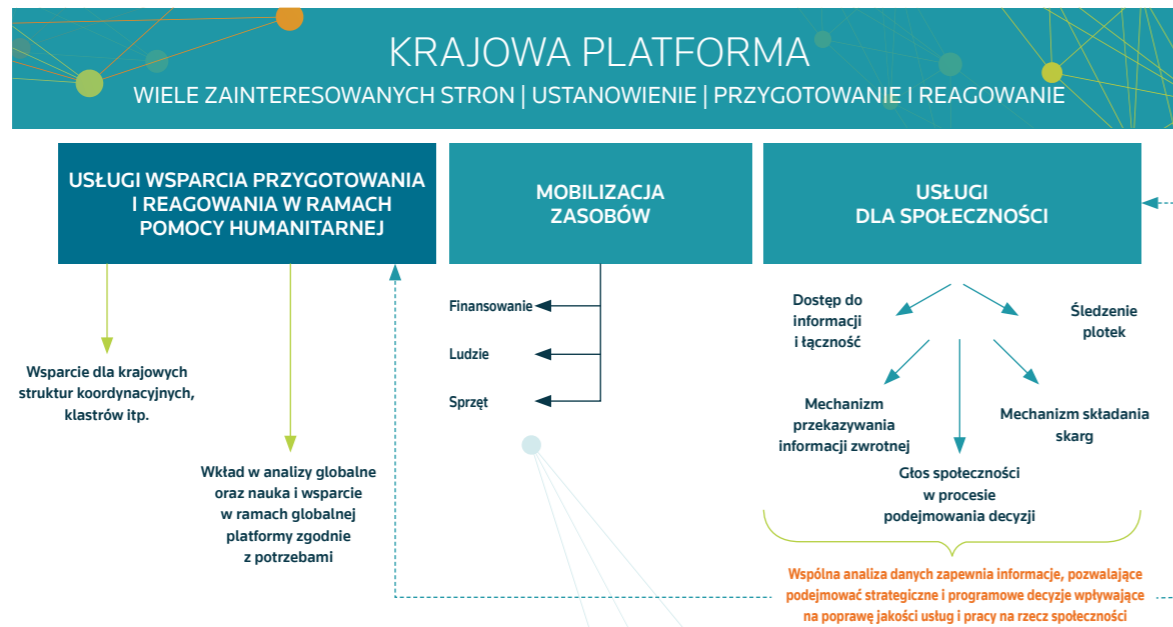 KRAJOWA PLATFORMA
WIELE ZAINTERESOWANYCH STRON | USTANOWIENIE | PRZYGOTOWANIE I REAGOWANIE
USŁUGI WSPARCIA PRZYGOTOWANIA
I REAGOWANIA W RAMACH
POMOCY HUMANITARNEJ
Wsparcie dla krajowych
struktur koordynacyjnych,
klastrów itp.
Wkład w analizy globalne
oraz nauka i wsparcie
w ramach globalnej
platformy zgodnie
z potrzebami
MOBILIZACJA
ZASOBÓW
Finansowanie
Ludzie
Sprzęt
USŁUGI
DLA SPOŁECZNOŚCI
Dostęp do
informacji
i łączność
Śledzenie
plotek
Mechanizm
przekazywania
informacji zwrotnej
Mechanizm składania
skarg
Głos społeczności
w procesie
podejmowania decyzji
Wspólna analiza danych zapewnia informacje, pozwalające
podejmować strategiczne i programowe decyzje wpływające
na poprawę jakości usług i pracy na rzecz społeczności